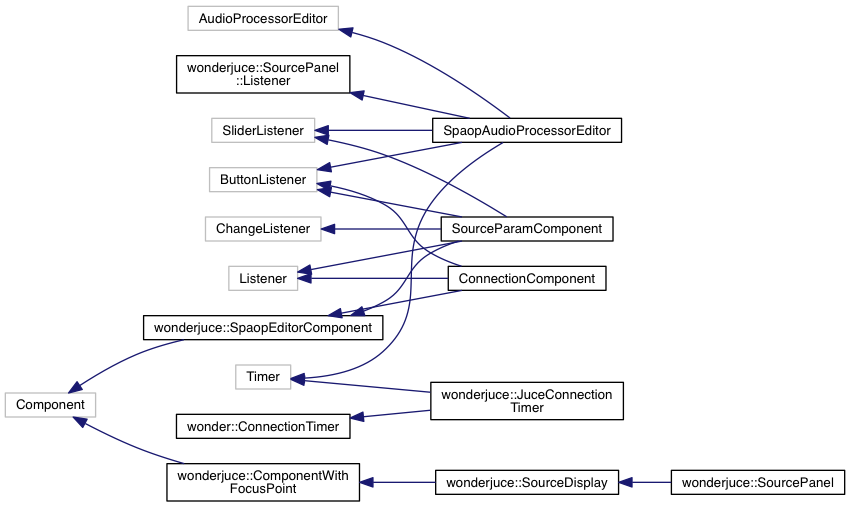 AudioProcessorEditor
wonderjuce::SourcePanel
::Listener
SliderListener
SpaopAudioProcessorEditor
ButtonListener
ChangeListener
SourceParamComponent
Listener
ConnectionComponent
wonderjuce::SpaopEditorComponent
Timer
Component
wonderjuce::JuceConnection
Timer
wonder::ConnectionTimer
wonderjuce::ComponentWith
FocusPoint
wonderjuce::SourceDisplay
wonderjuce::SourcePanel